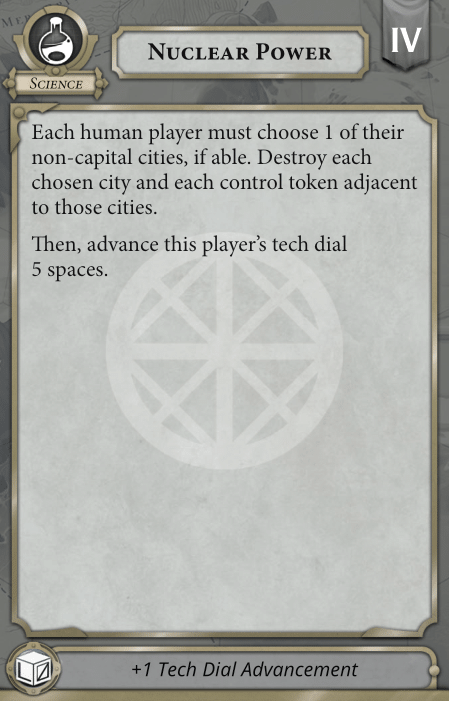 Nuclear Power
IV
Science
Each human player must choose 1 of their
non-capital cities, if able. Destroy each
chosen city and each control token adjacent
to those cities.
Then, advance this player’s tech dial
5 spaces.
+1 Tech Dial Advancement